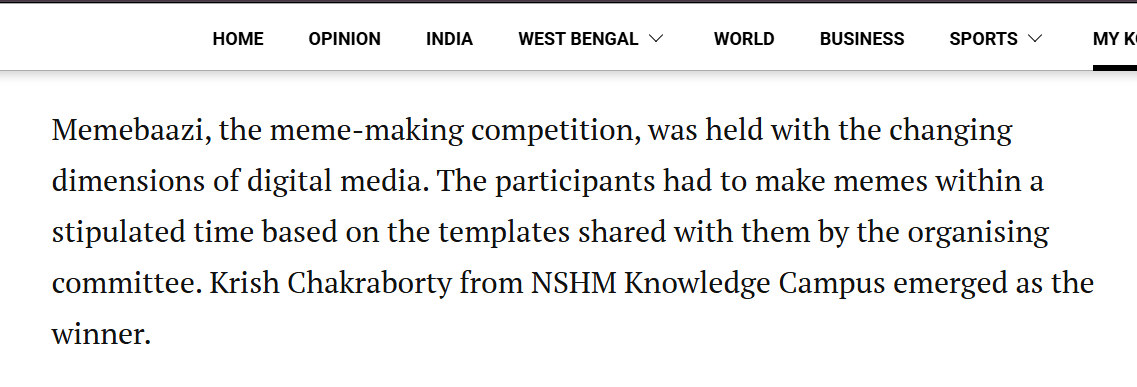 HOME OPINION INDIA WEST BENGAL WORLD BUSINESS SPORTS MY
Memebaazi, the meme-making competition, was held with the changing
dimensions of digital media. The participants had to make memes within a
stipulated time based on the templates shared with them by the organising
committee. Krish Chakraborty from NSHM Knowledge Campus emerged as the
winner.